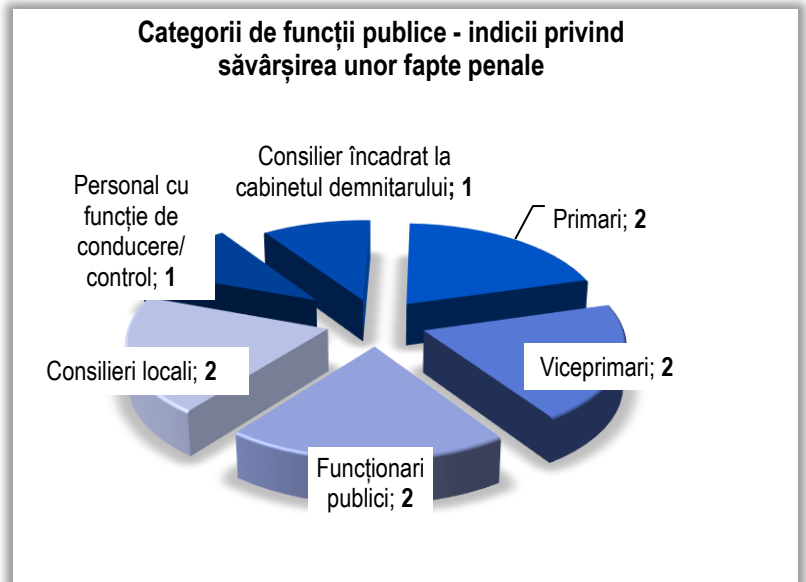 Categorii de funcții publice - indicii privind
săvârșirea unor fapte penale
Consilier încadrat la
cabinetul demnitarului; 1
Primari; 2
Personal cu
funcție de
conducere/
control; 1
Viceprimari; 2
Consilieri locali; 2
Funcționari
publici; 2